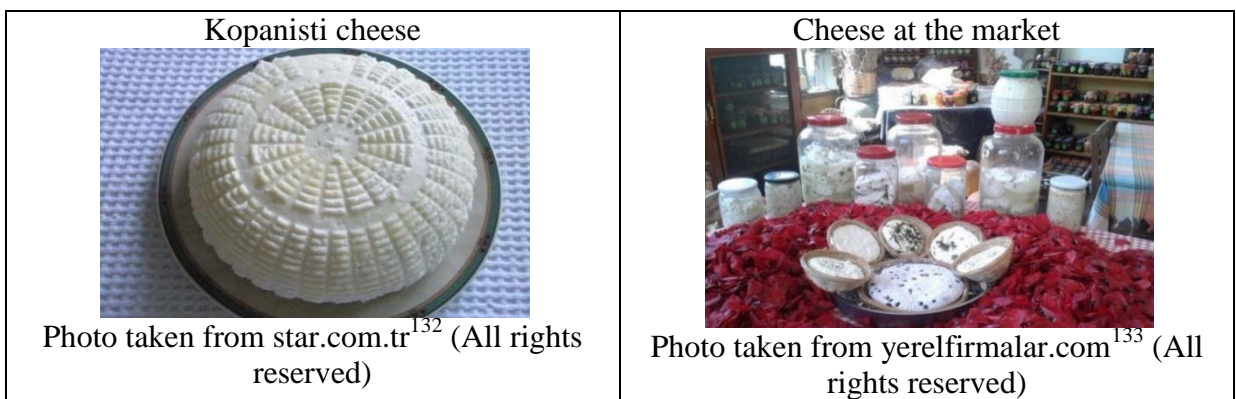 Kopanisti cheese
Photo taken from star.com.tr132 (All rights
reserved)
Cheese at the market
Photo taken from yerelfirmalar.com133 (All
rights reserved)